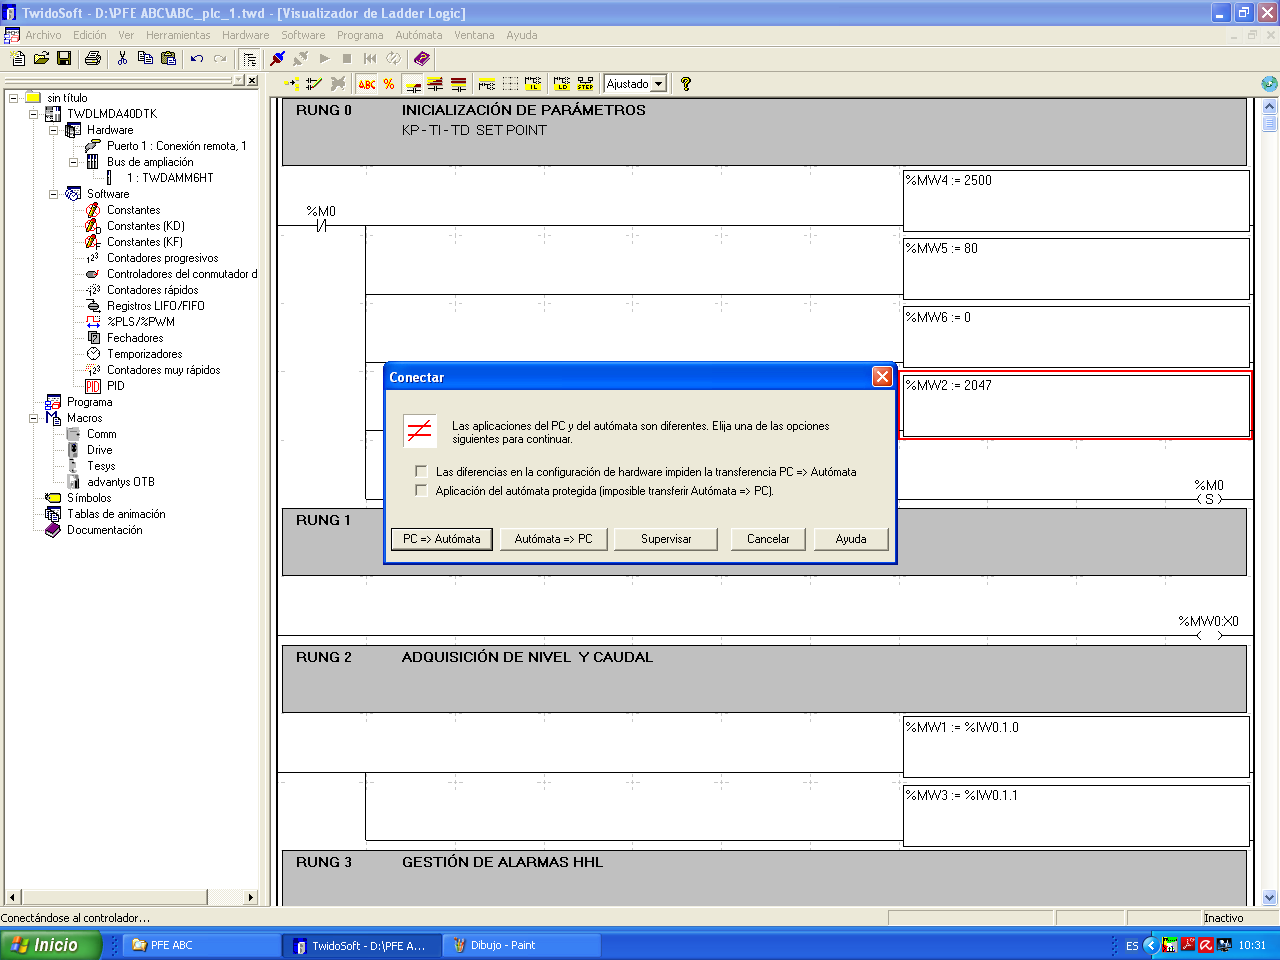 TwidoSoft - D:\PFE ABC\ABC_plc_1.twd - [Visualizador de Ladder Logic]
Archivo Edición Ver Herramientas Hardware Software Programa Autómata Ventana Ayuda
ABC % Ajustado ?
sin título
TWDLMDA40DTK
Hardware
Puerto 1 : Conexión remota, 1
Bus de ampliación
1 : TWDAMM6HT
Software
Constantes
Constantes (KD)
Constantes (KF)
Contadores progresivos
Controladores del conmutador d
Contadores rápidos
Registros LIFO/FIFO
%PLS/%PWM
Fechadores
Temporizadores
Contadores muy rápidos
PID PID
Programa
Macros
Comm
Drive
Tesys
advantys OTB
Símbolos
Tablas de animación
Documentación
RUNG 0 INICIALIZACIÓN DE PARÁMETROS
KP - TI - TD SET POINT
%MW4 := 2500
%M0
%MW5 := 80
%MW6 := 0
%MW2 := 2047
%M0
S
RUNG 1
%MW0:X0
RUNG 2 ADQUISICIÓN DE NIVEL Y CAUDAL
%MW1 := %IW0.1.0
%MW3 := %IW0.1.1
RUNG 3 GESTIÓN DE ALARMAS HHL
Conectar
Las aplicaciones del PC y del autómata son diferentes. Elija una de las opciones
siguientes para continuar.
Las diferencias en la configuración de hardware impiden la transferencia PC => Autómata
Aplicación del autómata protegida (imposible transferir Autómata => PC).
PC => Autómata Autómata => PC Supervisar Cancelar Ayuda
Conectándose al controlador... Inactivo
Inicio PFE ABC TwidoSoft - D:\PFE A... Dibujo - Paint ES 10:31